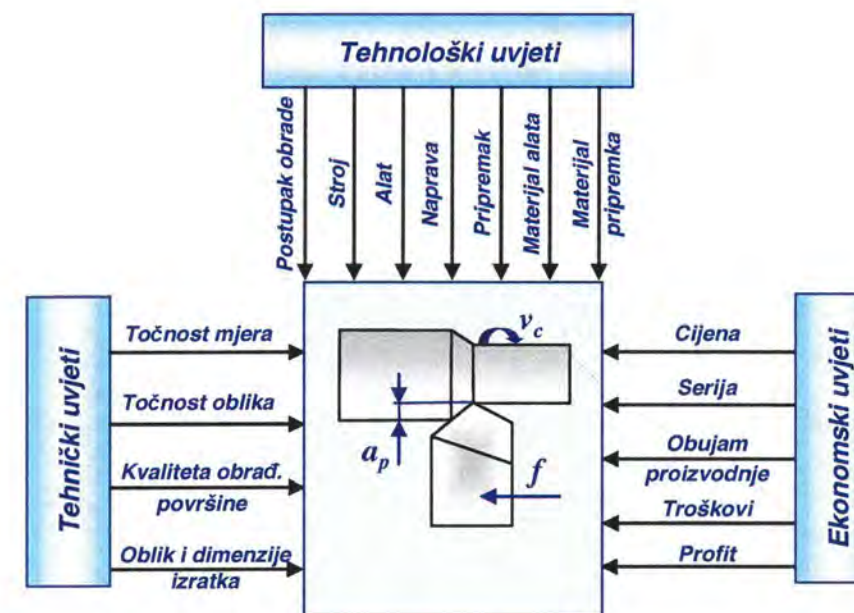 Tehnološki uvjeti
Postupak obrade
Stroj
Alat
Naprava
Pripremak
Materijal alata
Materijal
pripremka
Tehnički uvjeti
Točnost mjera
Točnost oblika
Kvaliteta obrađ.
površine
Oblik i dimenzije
izratka
v_c
a_p
f
Cijena
Serija
Obujam
proizvodnje
Troškovi
Profit
Ekonomski uvjeti